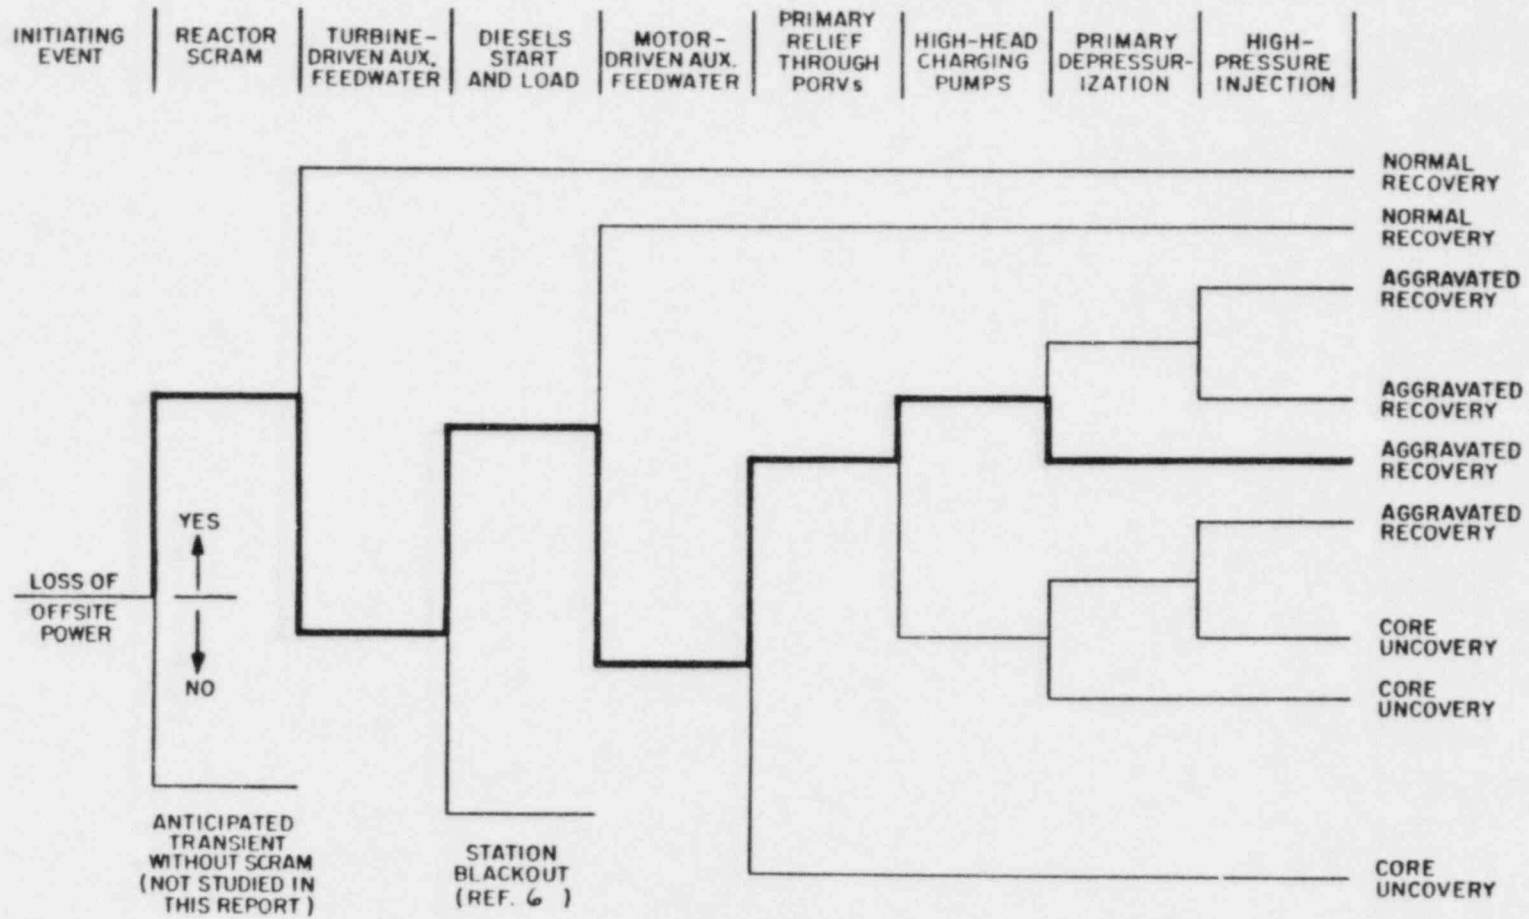 INITIATING
EVENT
REACTOR
SCRAM
TURBINE-
DRIVEN AUX.
FEEDWATER
DIESELS
START
AND LOAD
MOTOR-
DRIVEN AUX.
FEEDWATER
PRIMARY
RELIEF
THROUGH
PORVs
HIGH-HEAD
CHARGING
PUMPS
PRIMARY
DEPRESSUR-
IZATION
HIGH-
PRESSURE
INJECTION
NORMAL
RECOVERY
NORMAL
RECOVERY
AGGRAVATED
RECOVERY
AGGRAVATED
RECOVERY
AGGRAVATED
RECOVERY
AGGRAVATED
RECOVERY
CORE
UNCOVERY
CORE
UNCOVERY
CORE
UNCOVERY
YES
NO
LOSS OF
OFFSITE
POWER
ANTICIPATED
TRANSIENT
WITHOUT SCRAM
(NOT STUDIED IN
THIS REPORT)
STATION
BLACKOUT
(REF. 6 )